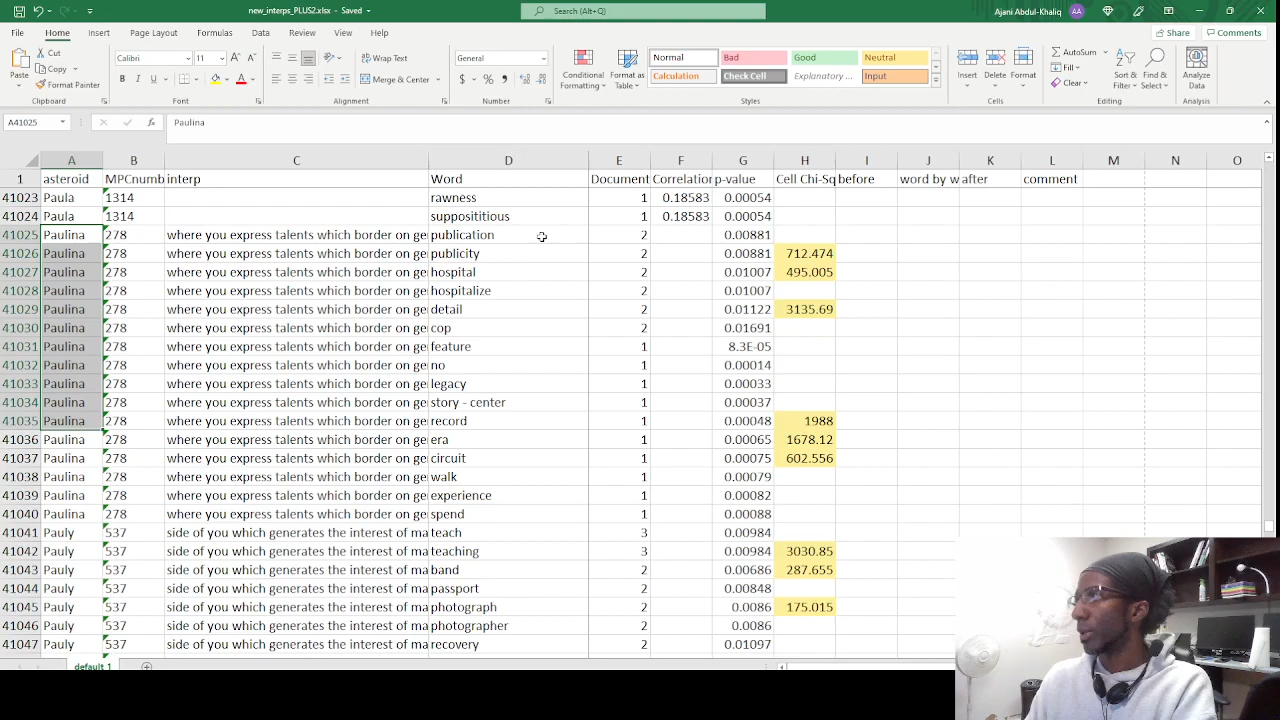 new_interps_PLUS2.xlsx • Saved
Search (Alt+Q)
Ajani Abdul-Khaliq
AA
File Home Insert Page Layout Formulas Data Review View Help
Share Comments
Paste
Cut
Copy
Format Painter
Clipboard
Calibri 11
B I U
Font
Wrap Text
Merge & Center
Alignment
General
$ % ,
Number
Conditional Formatting
Format as Table
Normal Bad Good Neutral
Calculation Check Cell Explanatory ... Input
Styles
Insert Delete Format
Cells
AutoSum
Fill
Clear
Sort & Filter
Find & Select
Editing
Analyze Data
Analysis
A41025 fx Paulina
A B C D E F G H I J K L M N O
1 asteroid MPCnumb interp Word Document Correlation p-value Cell Chi-Sq before word by w after comment
41023 Paula 1314 rawness 1 0.18583 0.00054
41024 Paula 1314 supposititious 1 0.18583 0.00054
41025 Paulina 278 where you express talents which border on ge publication 2 0.00881
41026 Paulina 278 where you express talents which border on ge publicity 2 0.00881 712.474
41027 Paulina 278 where you express talents which border on ge hospital 2 0.01007 495.005
41028 Paulina 278 where you express talents which border on ge hospitalize 2 0.01007
41029 Paulina 278 where you express talents which border on ge detail 2 0.01122 3135.69
41030 Paulina 278 where you express talents which border on ge cop 2 0.01691
41031 Paulina 278 where you express talents which border on ge feature 1 8.3E-05
41032 Paulina 278 where you express talents which border on ge no 1 0.00014
41033 Paulina 278 where you express talents which border on ge legacy 1 0.00033
41034 Paulina 278 where you express talents which border on ge story - center 1 0.00037
41035 Paulina 278 where you express talents which border on ge record 1 0.00048 1988
41036 Paulina 278 where you express talents which border on ge era 1 0.00065 1678.12
41037 Paulina 278 where you express talents which border on ge circuit 1 0.00075 602.556
41038 Paulina 278 where you express talents which border on ge walk 1 0.00079
41039 Paulina 278 where you express talents which border on ge experience 1 0.00082
41040 Paulina 278 where you express talents which border on ge spend 1 0.00088
41041 Pauly 537 side of you which generates the interest of ma teach 3 0.00984
41042 Pauly 537 side of you which generates the interest of ma teaching 3 0.00984 3030.85
41043 Pauly 537 side of you which generates the interest of ma band 2 0.00686 287.655
41044 Pauly 537 side of you which generates the interest of ma passport 2 0.00848
41045 Pauly 537 side of you which generates the interest of ma photograph 2 0.0086 175.015
41046 Pauly 537 side of you which generates the interest of ma photographer 2 0.0086
41047 Pauly 537 side of you which generates the interest of ma recovery 2 0.01097
default_1